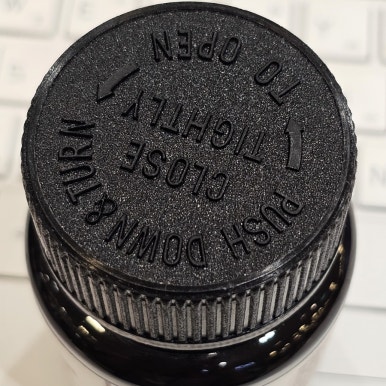 PUSH DOWN & TURN
TO OPEN
CLOSE
TIGHTLY